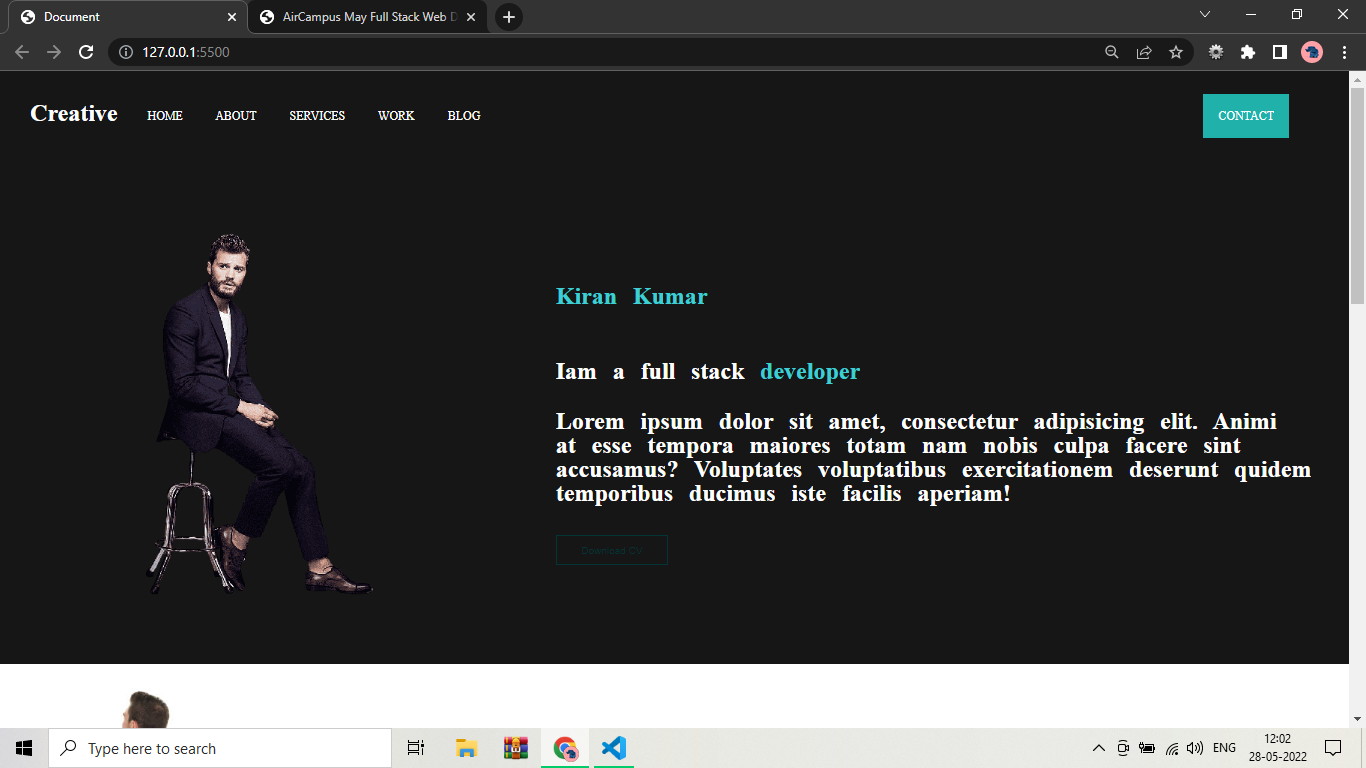 Document
AirCampus May Full Stack Web D
127.0.0.1:5500
Creative HOME ABOUT SERVICES WORK BLOG CONTACT
Kiran Kumar
Iam a full stack developer
Lorem ipsum dolor sit amet, consectetur adipisicing elit. Animi
at esse tempora maiores totam nam nobis culpa facere sint
accusamus? Voluptates voluptatibus exercitationem deserunt quidem
temporibus ducimus iste facilis aperiam!
Download CV
Type here to search
ENG
12:02
28-05-2022